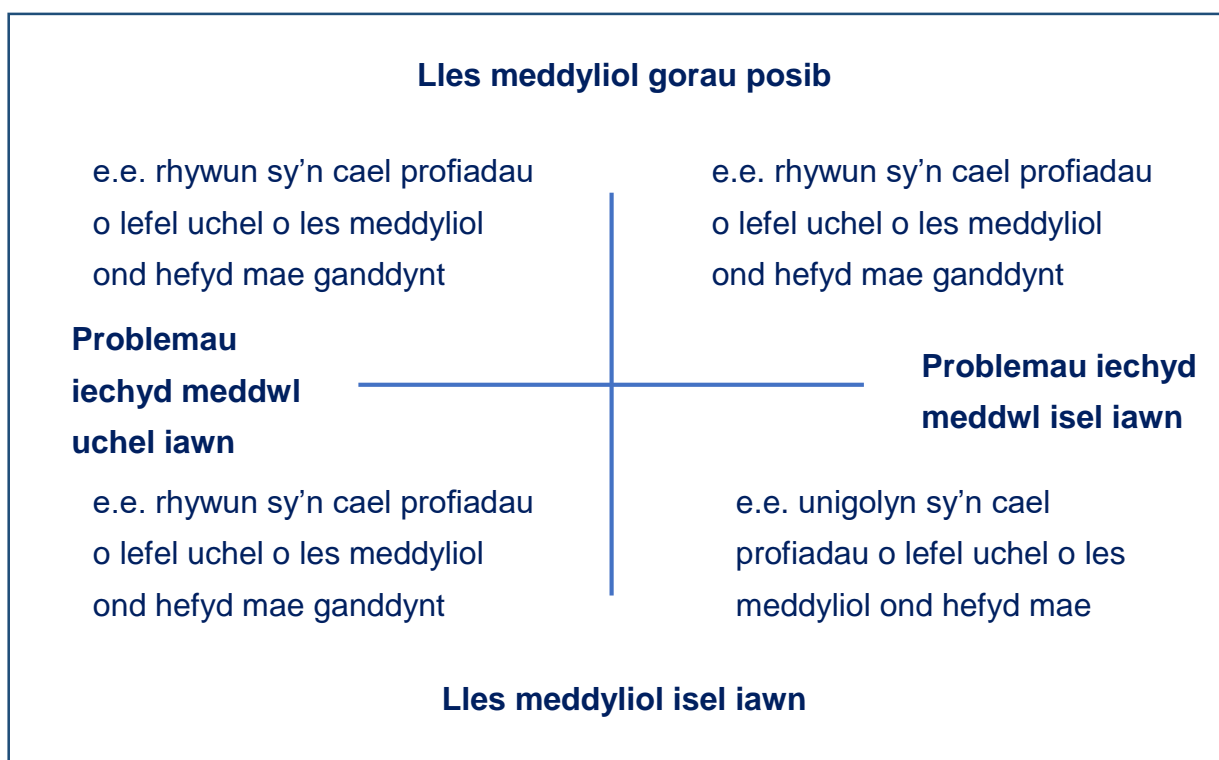 Lles meddyliol gorau posib
e.e. rhywun sy'n cael profiadau
o lefel uchel o les meddyliol
ond hefyd mae ganddynt
e.e. rhywun sy'n cael profiadau
o lefel uchel o les meddyliol
ond hefyd mae ganddynt
Problemau
iechyd meddwl
uchel iawn
Problemau iechyd
meddwl isel iawn
e.e. rhywun sy'n cael profiadau
o lefel uchel o les meddyliol
ond hefyd mae ganddynt
e.e. unigolyn sy'n cael
profiadau o lefel uchel o les
meddyliol ond hefyd mae
Lles meddyliol isel iawn